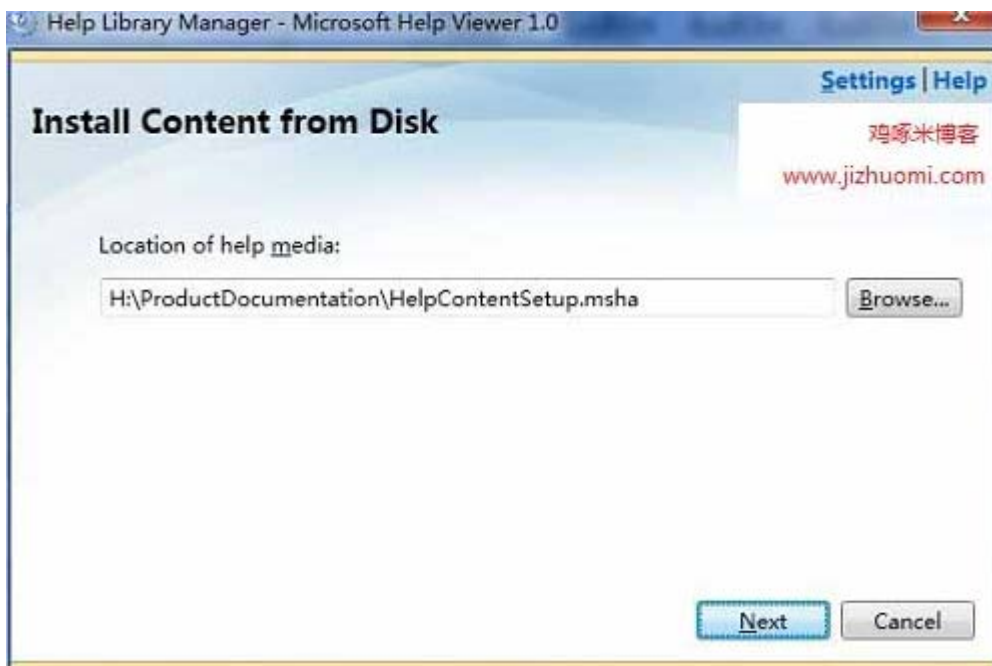 Help Library Manager - Microsoft Help Viewer 1.0
Settings | Help
Install Content from Disk
鸡啄米博客
www.jizhuomi.com
Location of help media:
H:\ProductDocumentation\HelpContentSetup.msha
Browse...
Next
Cancel